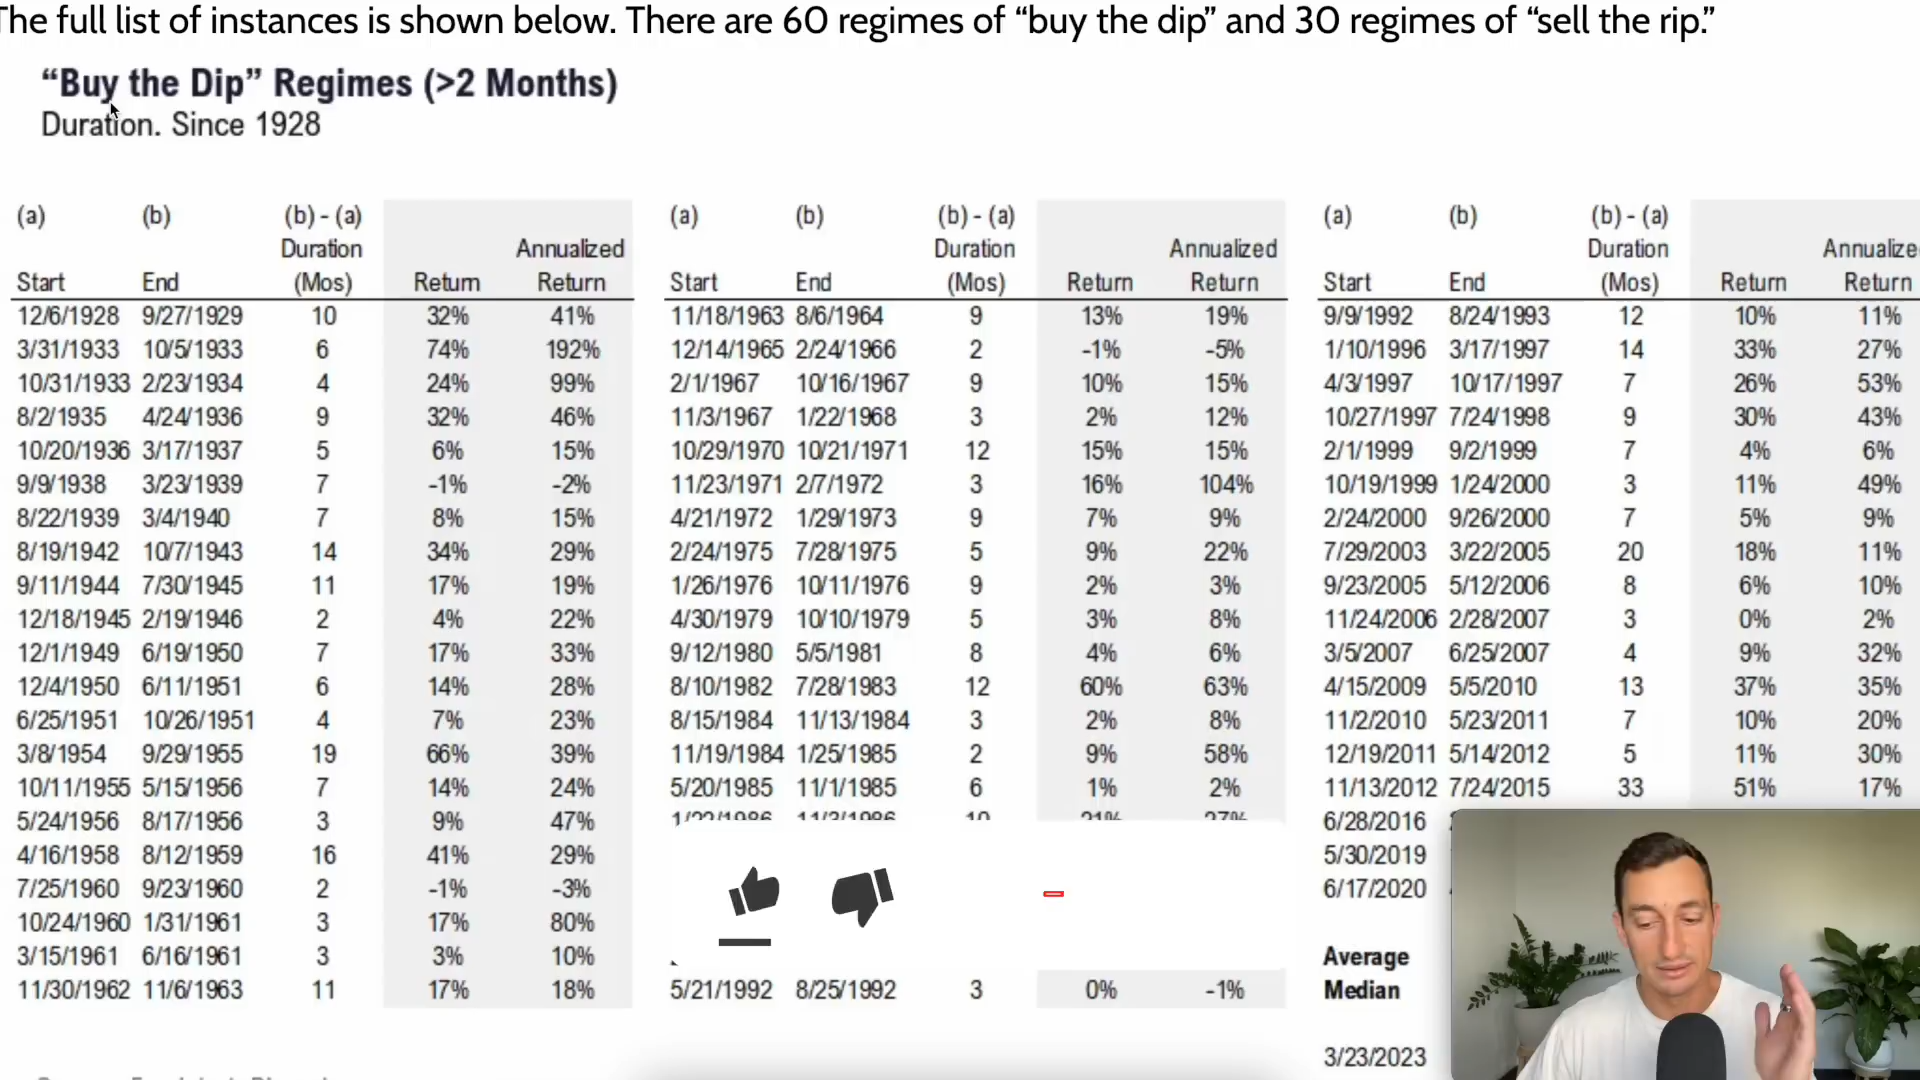 The full list of instances is shown below. There are 60 regimes of “buy the dip” and 30 regimes of “sell the rip.”
“Buy the Dip” Regimes (>2 Months)
Duration. Since 1928
(a) (b) (b) - (a)
Duration Annualized
Start End (Mos) Return Return
12/6/1928 9/27/1929 10 32% 41%
3/31/1933 10/5/1933 6 74% 192%
10/31/1933 2/23/1934 4 24% 99%
8/2/1935 4/24/1936 9 32% 46%
10/20/1936 3/17/1937 5 6% 15%
9/9/1938 3/23/1939 7 -1% -2%
8/22/1939 3/4/1940 7 8% 15%
8/19/1942 10/7/1943 14 34% 29%
9/11/1944 7/30/1945 11 17% 19%
12/18/1945 2/19/1946 2 4% 22%
12/1/1949 6/19/1950 7 17% 33%
12/4/1950 6/11/1951 6 14% 28%
6/25/1951 10/26/1951 4 7% 23%
3/8/1954 9/29/1955 19 66% 39%
10/11/1955 5/15/1956 7 14% 24%
5/24/1956 8/17/1956 3 9% 47%
4/16/1958 8/12/1959 16 41% 29%
7/25/1960 9/23/1960 2 -1% -3%
10/24/1960 1/31/1961 3 17% 80%
3/15/1961 6/16/1961 3 3% 10%
11/30/1962 11/6/1963 11 17% 18%
(a) (b) (b) - (a)
Duration Annualized
Start End (Mos) Return Return
11/18/1963 8/6/1964 9 13% 19%
12/14/1965 2/24/1966 2 -1% -5%
2/1/1967 10/16/1967 9 10% 15%
11/3/1967 1/22/1968 3 2% 12%
10/29/1970 10/21/1971 12 15% 15%
11/23/1971 2/7/1972 3 16% 104%
4/21/1972 1/29/1973 9 7% 9%
2/24/1975 7/28/1975 5 9% 22%
1/26/1976 10/11/1976 9 2% 3%
4/30/1979 10/10/1979 5 3% 8%
9/12/1980 5/5/1981 8 4% 6%
8/10/1982 7/28/1983 12 60% 63%
8/15/1984 11/13/1984 3 2% 8%
11/19/1984 1/25/1985 2 9% 58%
5/20/1985 11/1/1985 6 1% 2%
5/21/1992 8/25/1992 3 0% -1%
(a) (b) (b) - (a)
Duration Annualize
Start End (Mos) Return Return
9/9/1992 8/24/1993 12 10% 11%
1/10/1996 3/17/1997 14 33% 27%
4/3/1997 10/17/1997 7 26% 53%
10/27/1997 7/24/1998 9 30% 43%
2/1/1999 9/2/1999 7 4% 6%
10/19/1999 1/24/2000 3 11% 49%
2/24/2000 9/26/2000 7 5% 9%
7/29/2003 3/22/2005 20 18% 11%
9/23/2005 5/12/2006 8 6% 10%
11/24/2006 2/28/2007 3 0% 2%
3/5/2007 6/25/2007 4 9% 32%
4/15/2009 5/5/2010 13 37% 35%
11/2/2010 5/23/2011 7 10% 20%
12/19/2011 5/14/2012 5 11% 30%
11/13/2012 7/24/2015 33 51% 17%
6/28/2016
5/30/2019
6/17/2020
Average
Median
3/23/2023